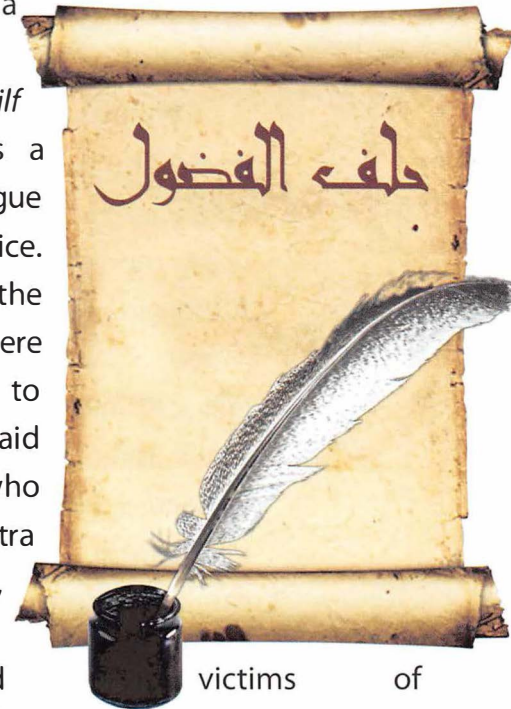 a
ilf
s a
حلف الفضول
gue
ice.
the
ere
to
aid
who
tra
d victims of